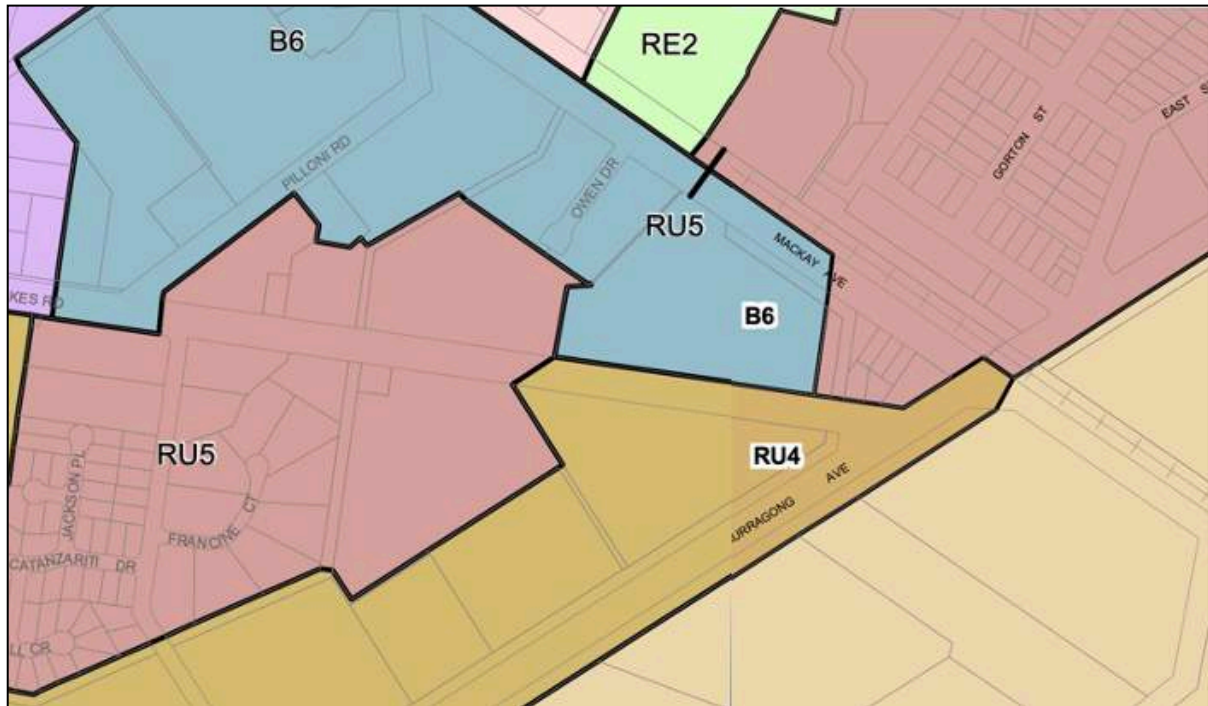 B6
RE2
EAST S
GORTON ST
PILLONI RD
OWEN DR
RU5
MACKAY AVE
KES RD
B6
RU5
RU4
JACKSON PL
URRAGONG AVE
FRANCINE CT
CATANZARITI DR
LL CR